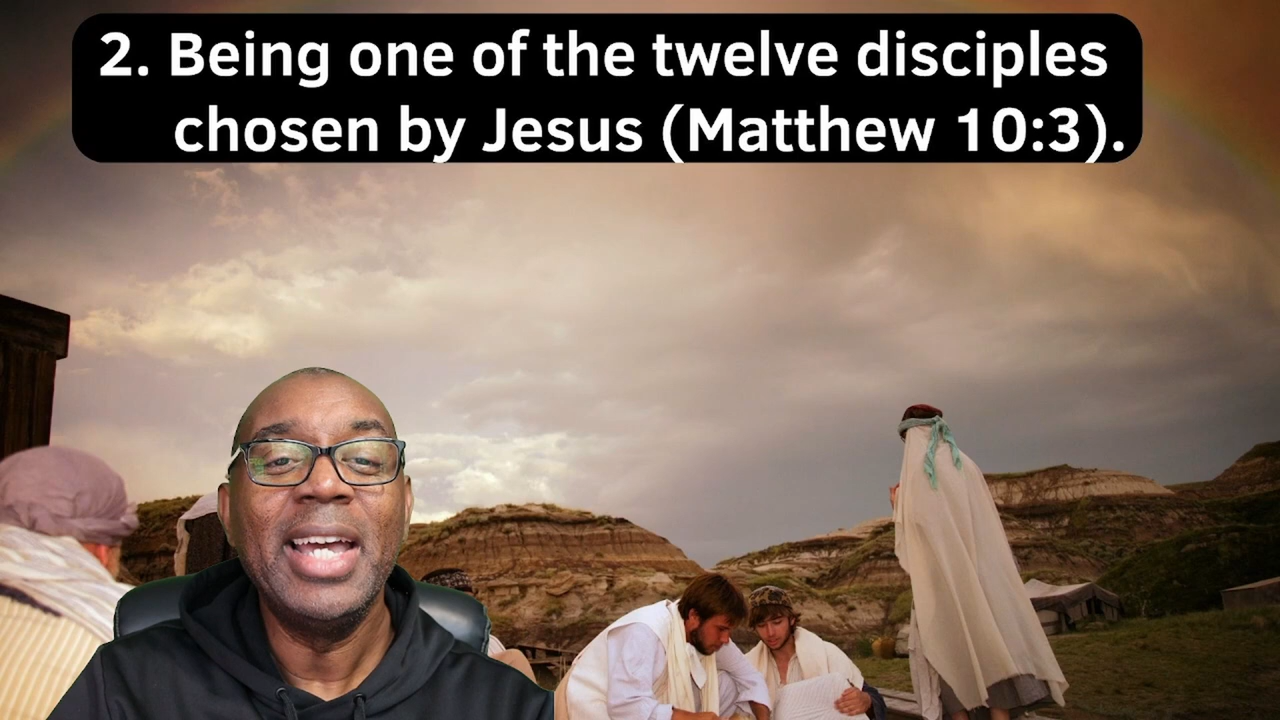 2. Being one of the twelve disciples
chosen by Jesus (Matthew 10:3).